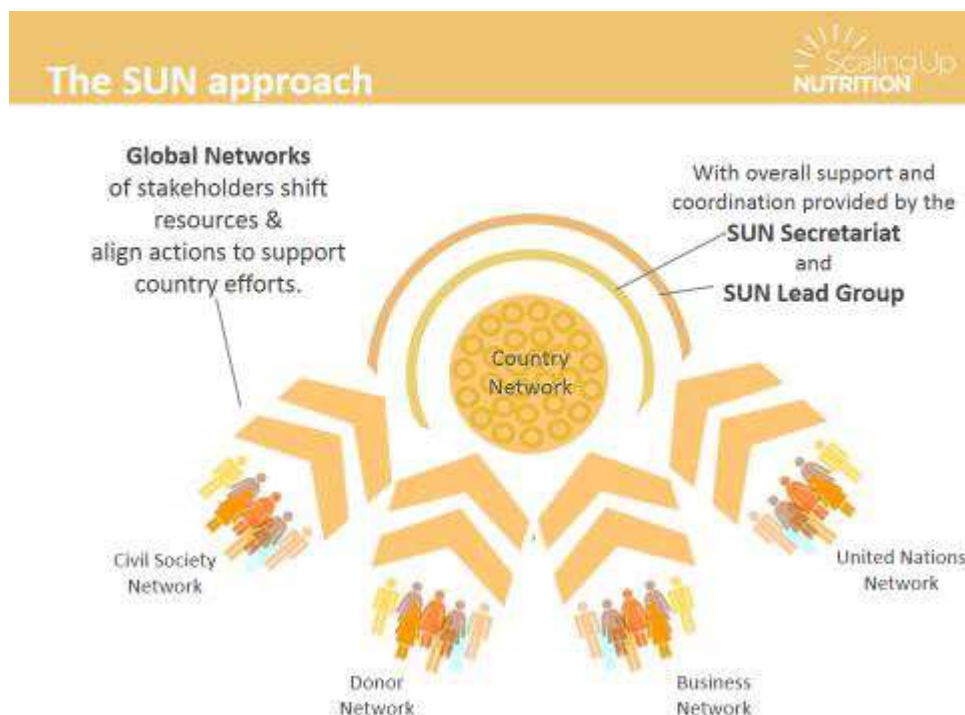 The SUN approach
ScalingUp
NUTRITION
Global Networks
of stakeholders shift
resources &
align actions to support
country efforts.
With overall support and
coordination provided by the
SUN Secretariat
and
SUN Lead Group
Country
Network
Civil Society
Network
United Nations
Network
Donor
Network
Business
Network